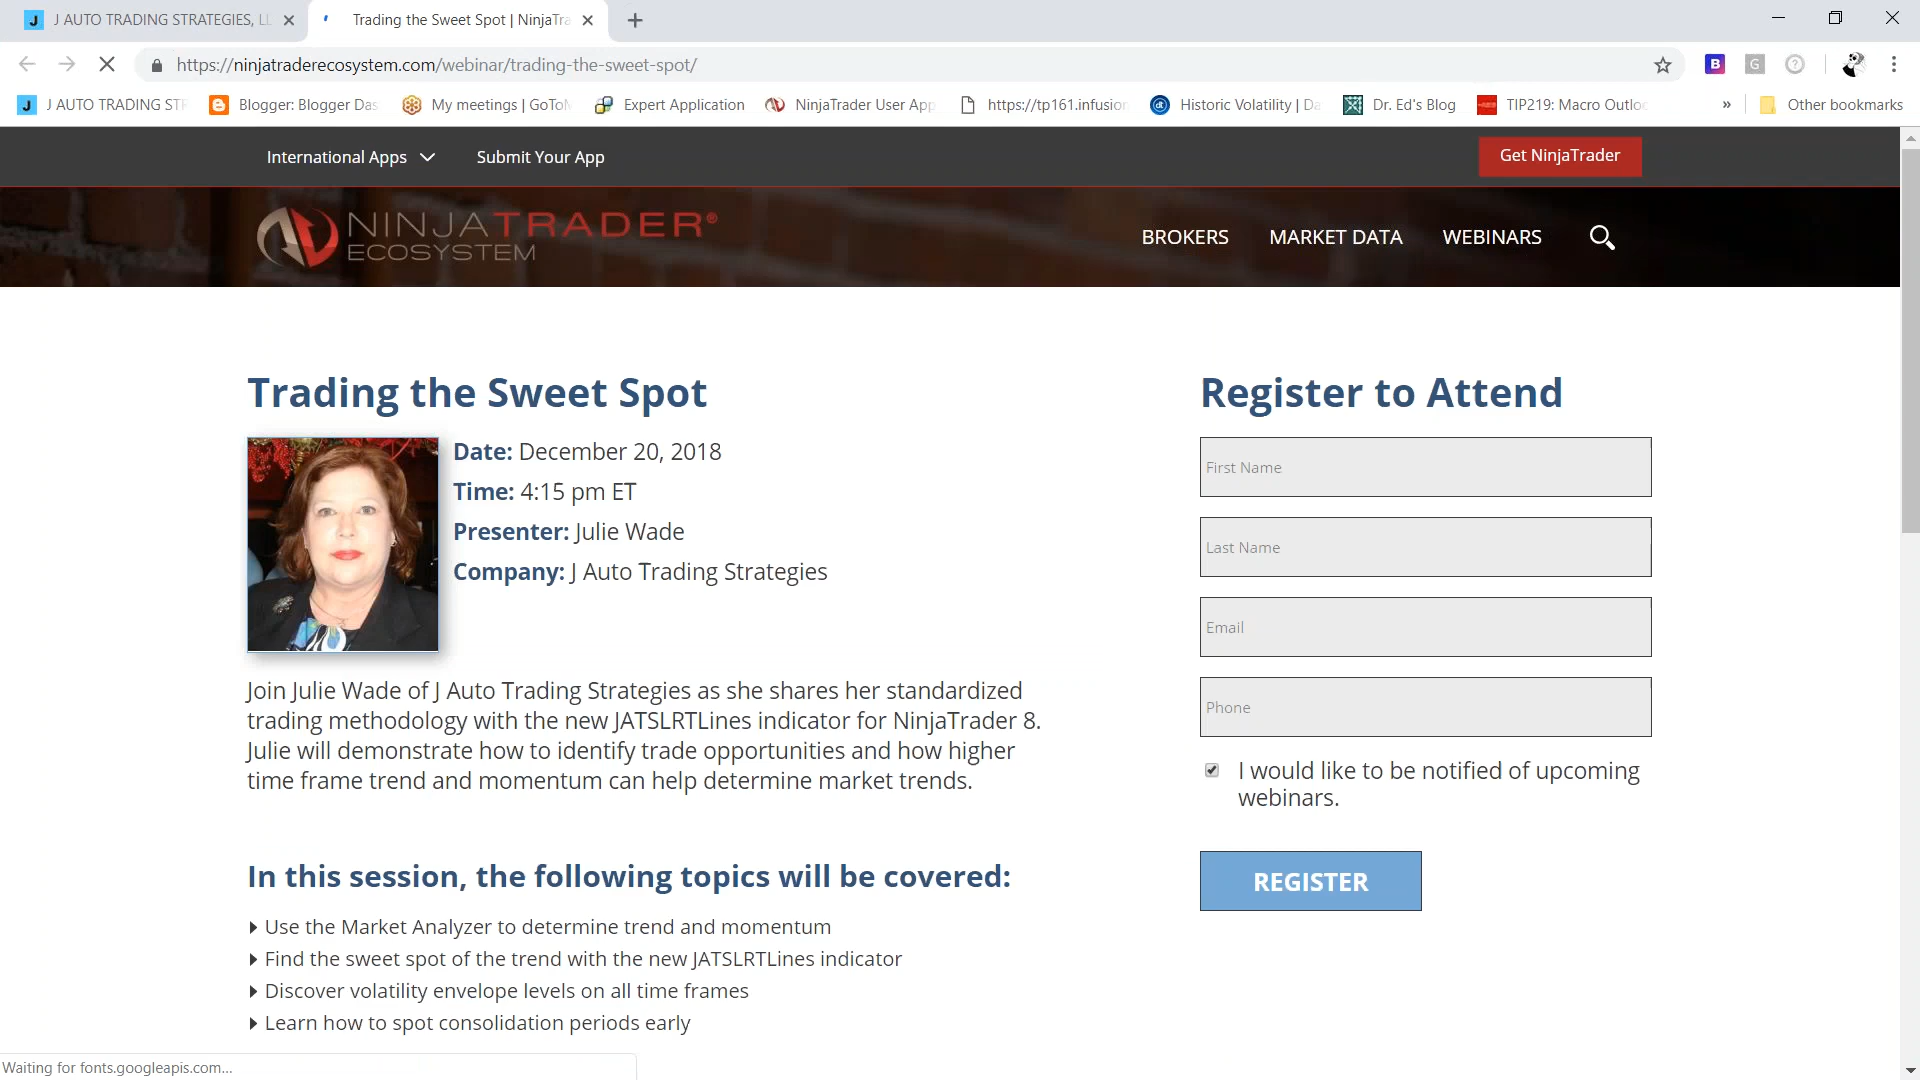 J AUTO TRADING STRATEGIES, LL
Trading the Sweet Spot | NinjaTra
https://ninjatraderecosystem.com/webinar/trading-the-sweet-spot/
J AUTO TRADING STR
Blogger: Blogger Das
My meetings | GoToM
Expert Application
NinjaTrader User App
https://tp161.infusion
Historic Volatility | Da
Dr. Ed's Blog
TIP219: Macro Outloo
» Other bookmarks
International Apps
Submit Your App
Get NinjaTrader
NINJATRADER®
ECOSYSTEM
BROKERS
MARKET DATA
WEBINARS
Trading the Sweet Spot
Date: December 20, 2018
Time: 4:15 pm ET
Presenter: Julie Wade
Company: J Auto Trading Strategies
Join Julie Wade of J Auto Trading Strategies as she shares her standardized
trading methodology with the new JATSLRTLines indicator for NinjaTrader 8.
Julie will demonstrate how to identify trade opportunities and how higher
time frame trend and momentum can help determine market trends.
In this session, the following topics will be covered:
Use the Market Analyzer to determine trend and momentum
Find the sweet spot of the trend with the new JATSLRTLines indicator
Discover volatility envelope levels on all time frames
Learn how to spot consolidation periods early
Register to Attend
First Name
Last Name
Email
Phone
I would like to be notified of upcoming
webinars.
REGISTER
Waiting for fonts.googleapis.com...